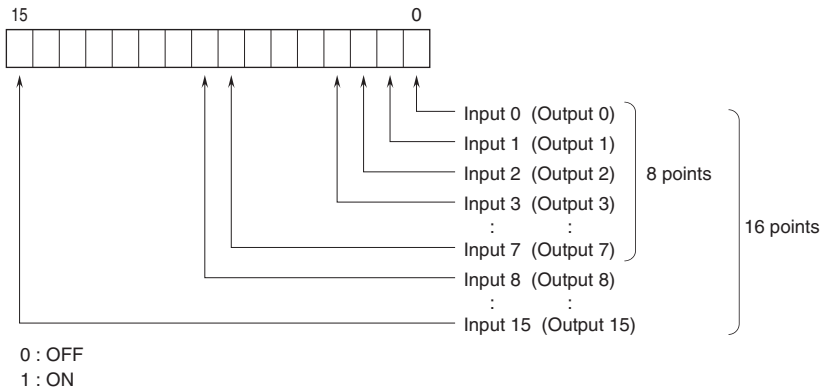 15 0
Input 0 (Output 0)
Input 1 (Output 1)
Input 2 (Output 2)
8 points
Input 3 (Output 3)
: :
16 points
Input 7 (Output 7)
Input 8 (Output 8)
: :
Input 15 (Output 15)
0 : OFF
1 : ON